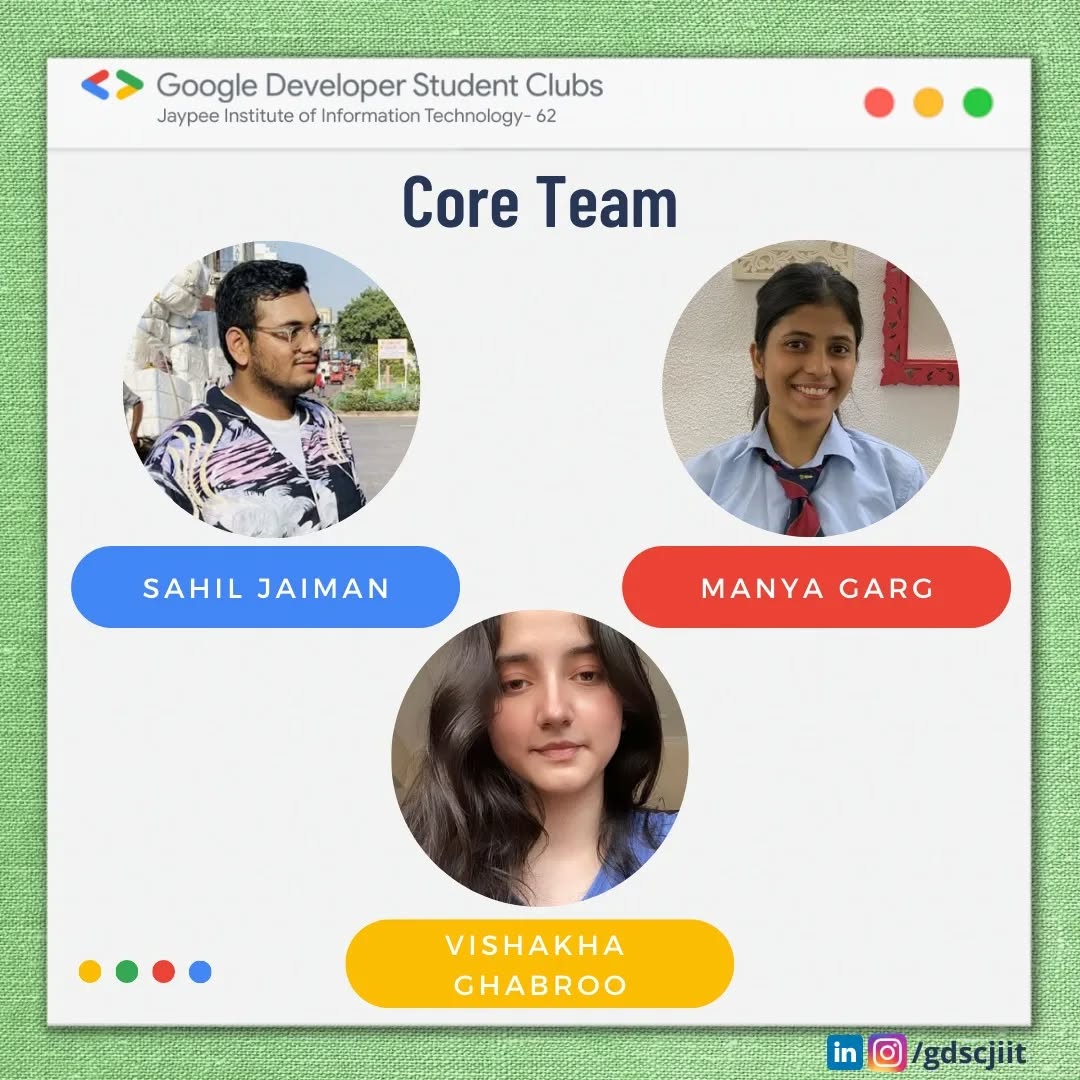 Google Developer Student Clubs
Jaypee Institute of Information Technology- 62
Core Team
SAHIL JAIMAN
MANYA GARG
VISHAKHA
GHABROO
in /gdscjiit